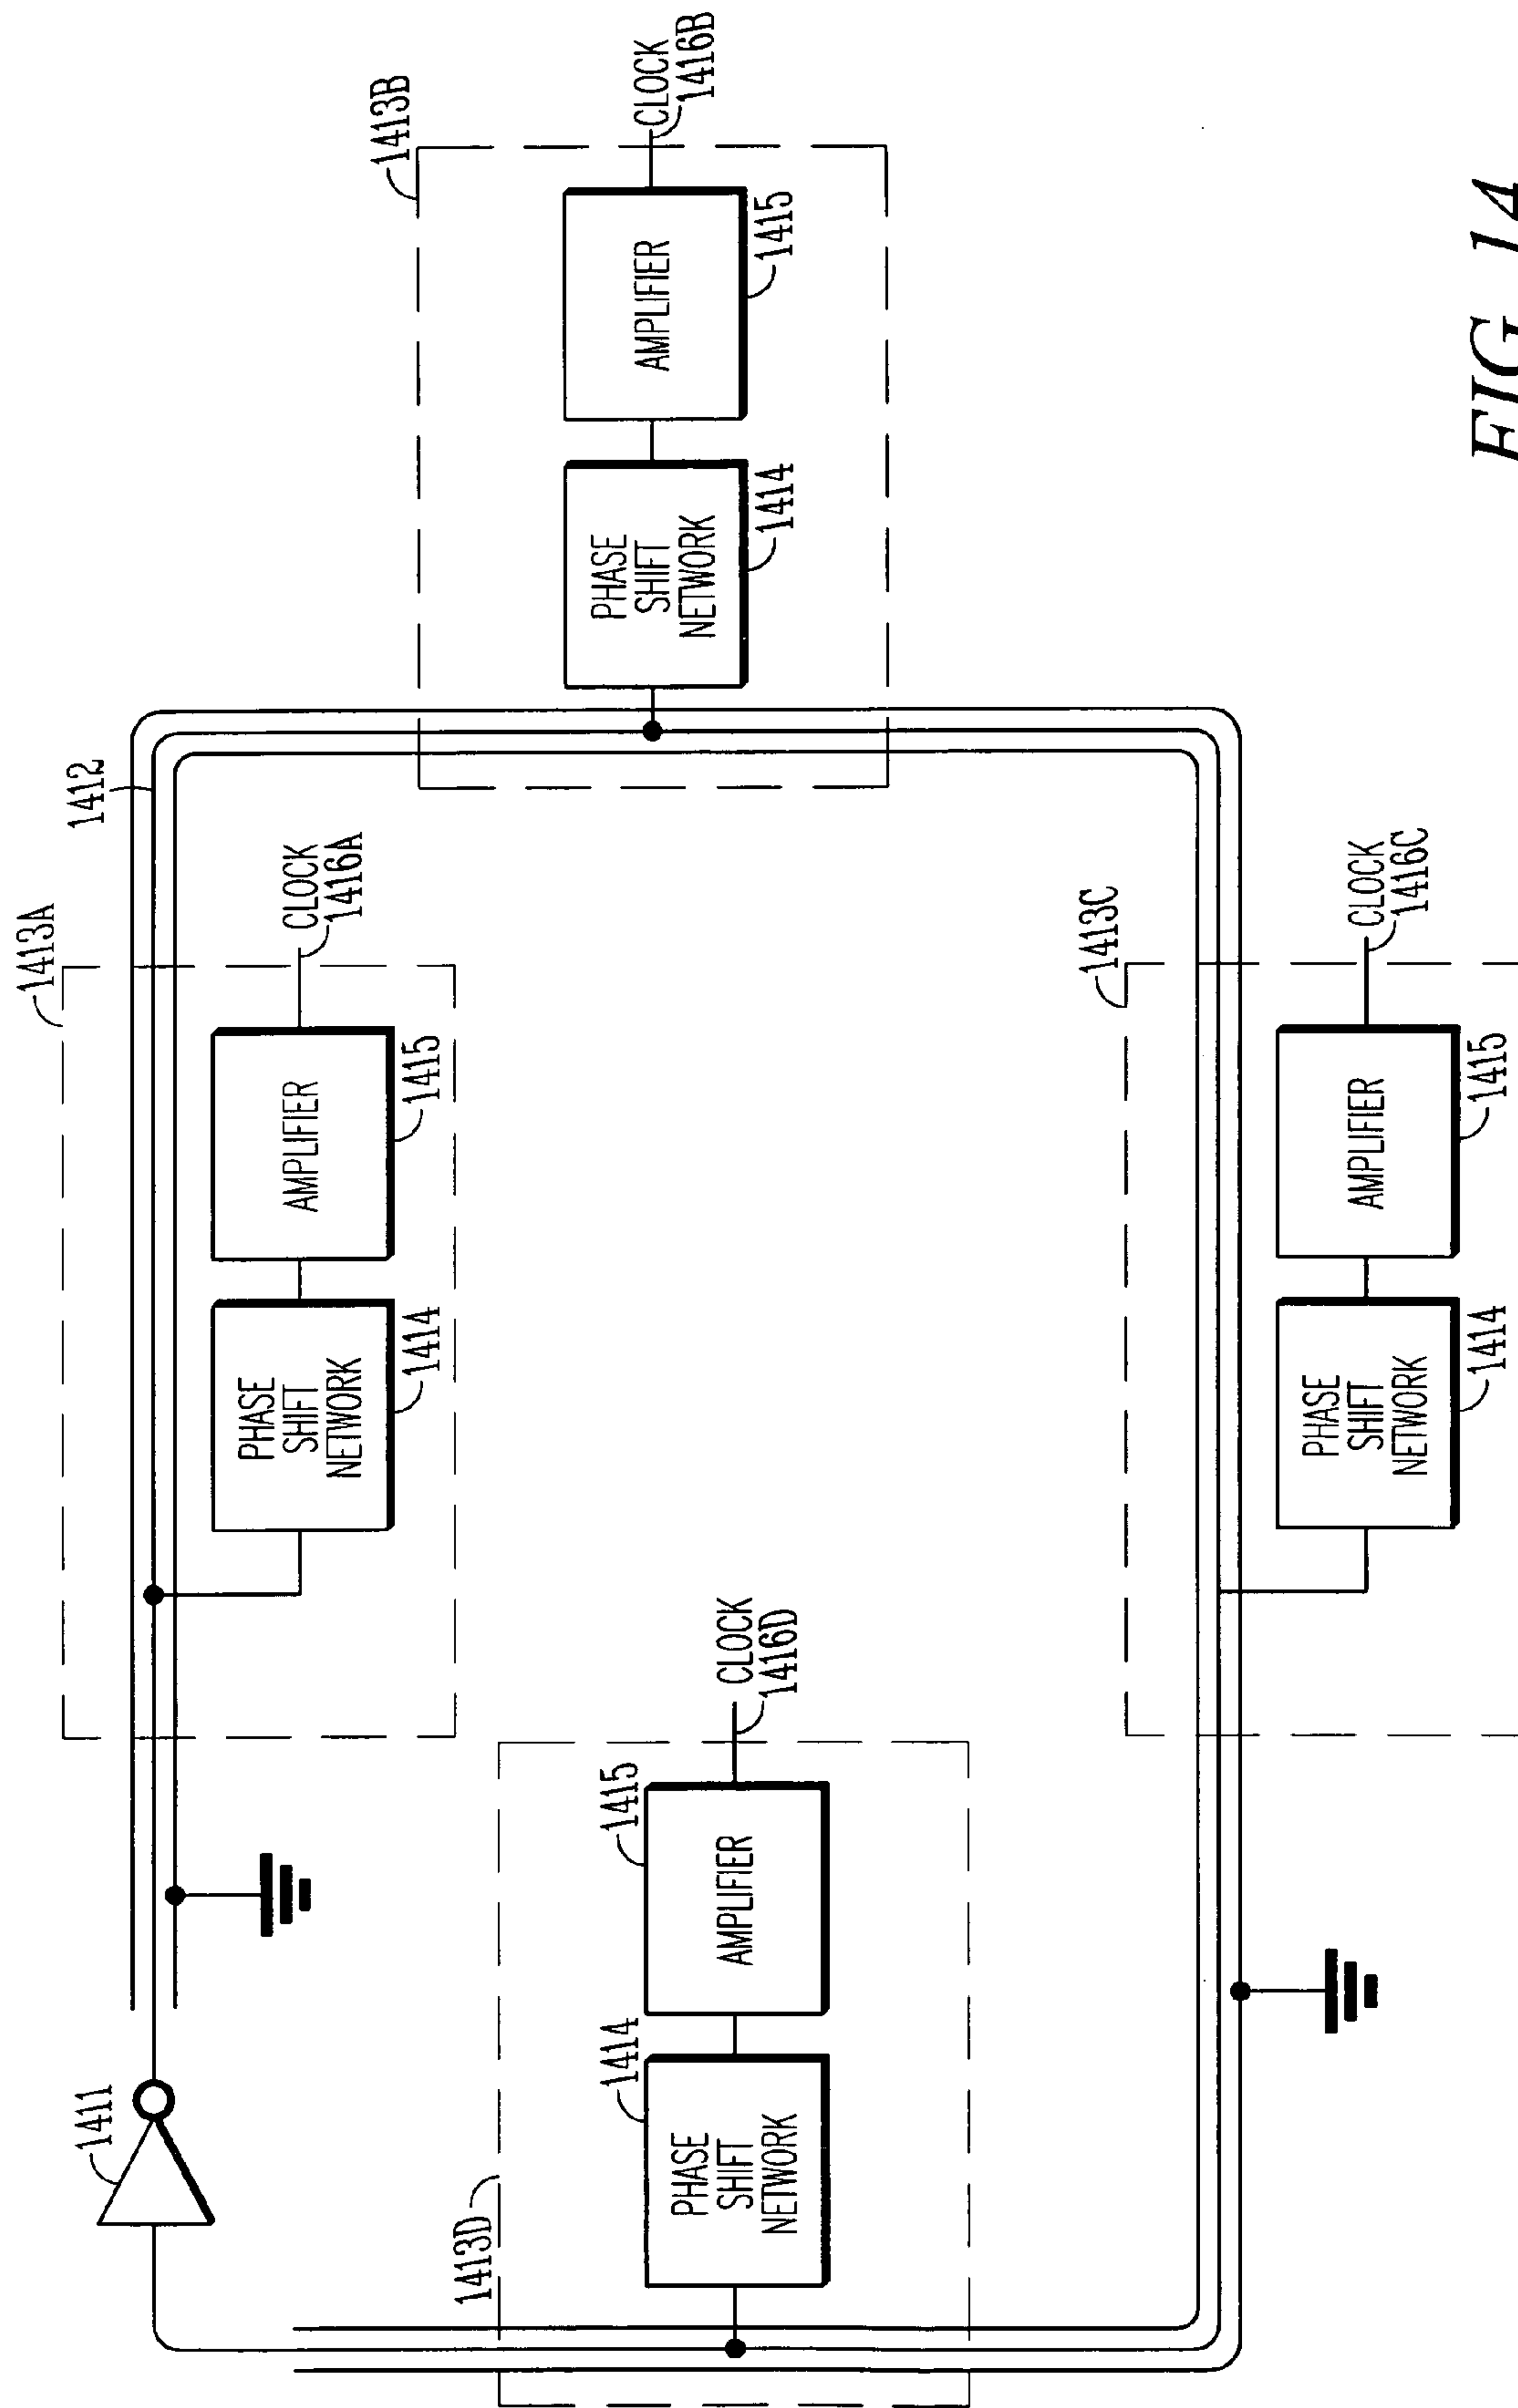 1411
1412
1413A
PHASE
SHIFT
NETWORK
1414
AMPLIFIER
1415
CLOCK
1416A
1413B
PHASE
SHIFT
NETWORK
1414
AMPLIFIER
1415
CLOCK
1416B
1413D
PHASE
SHIFT
NETWORK
1414
AMPLIFIER
1415
CLOCK
1416D
1413C
PHASE
SHIFT
NETWORK
1414
AMPLIFIER
1415
CLOCK
1416C
FIG. 14